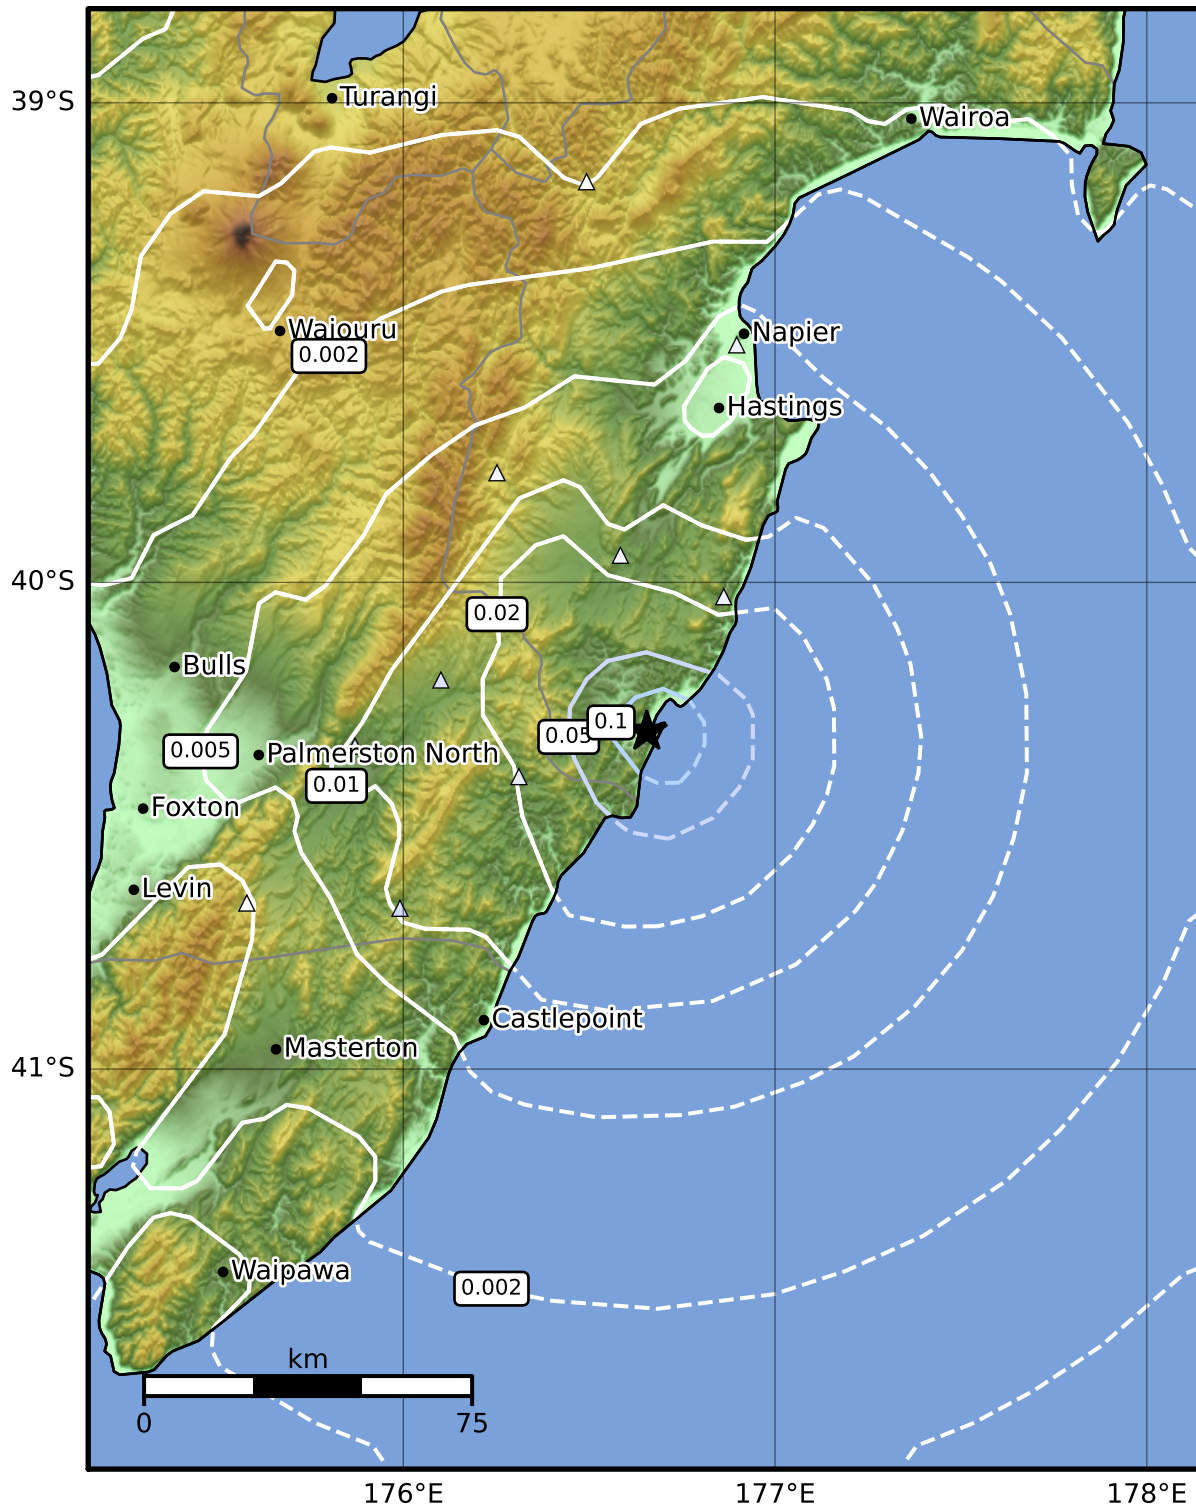 39°S
Turangi
Wairoa
Waiouru
0.002
Napier
Hastings
40°S
0.02
Bulls
0.005
Palmerston North
0.05
0.1
0.01
Foxton
Levin
Castlepoint
Masterton
41°S
Waipawa
0.002
km
0 75
176°E 177°E 178°E